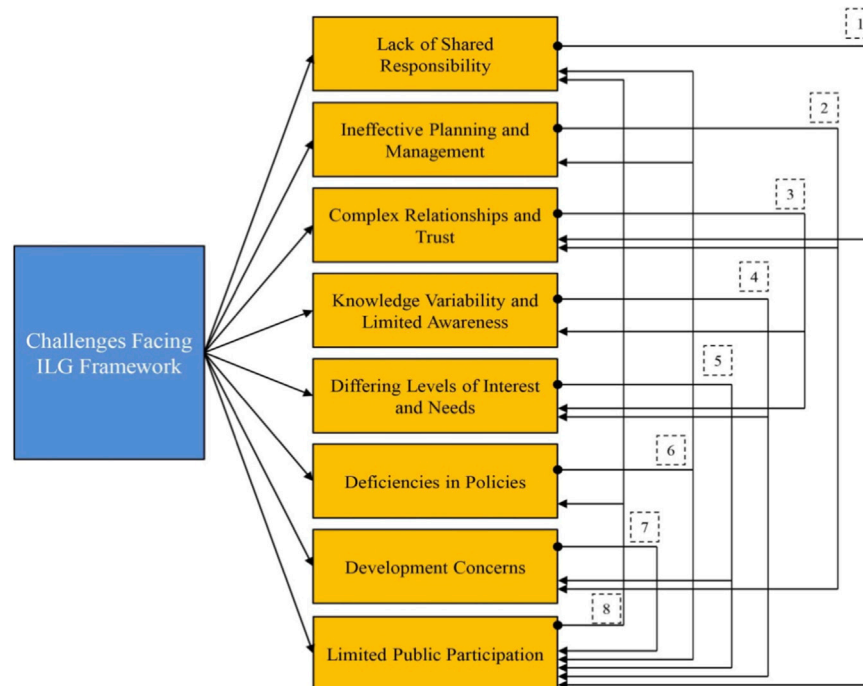 Lack of Shared
Responsibility
1
Ineffective Planning and
Management
2
Complex Relationships and
Trust
3
Challenges Facing
ILG Framework
Knowledge Variability and
Limited Awareness
4
Differing Levels of Interest
and Needs
5
Deficiencies in Policies
6
Development Concerns
7
Limited Public Participation
8